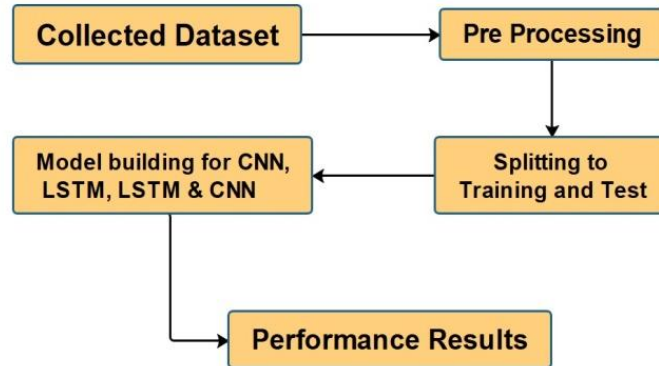 Collected Dataset
Pre Processing
Splitting to
Training and Test
Model building for CNN,
LSTM, LSTM & CNN
Performance Results